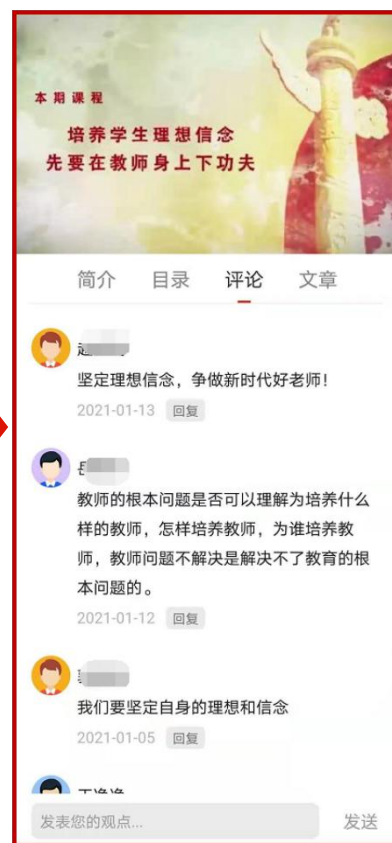 本期课程
培养学生理想信念
先要在教师身上下功夫
简介 目录 评论 文章
坚定理想信念，争做新时代好老师！
2021-01-13 回复
教师的根本问题是否可以理解为培养什么
样的教师，怎样培养教师，为谁培养教
师，教师问题不解决是解决不了教育的根
本问题的。
2021-01-12 回复
我们要坚定自身的理想和信念
2021-01-05 回复
发表您的观点... 发送